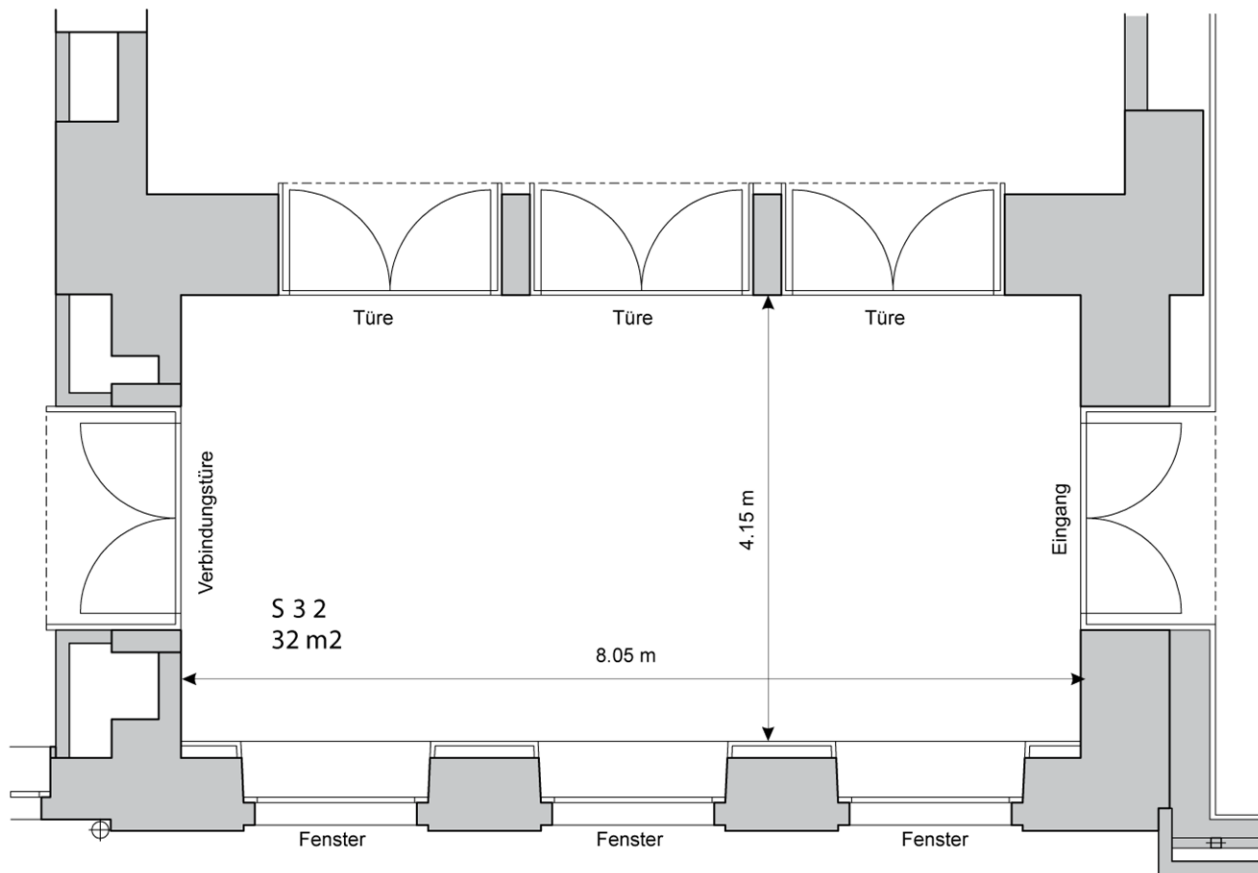 Türe
Türe
Türe
Verbindungstüre
4.15 m
Eingang
S 3 2
32 m2
8.05 m
Fenster
Fenster
Fenster